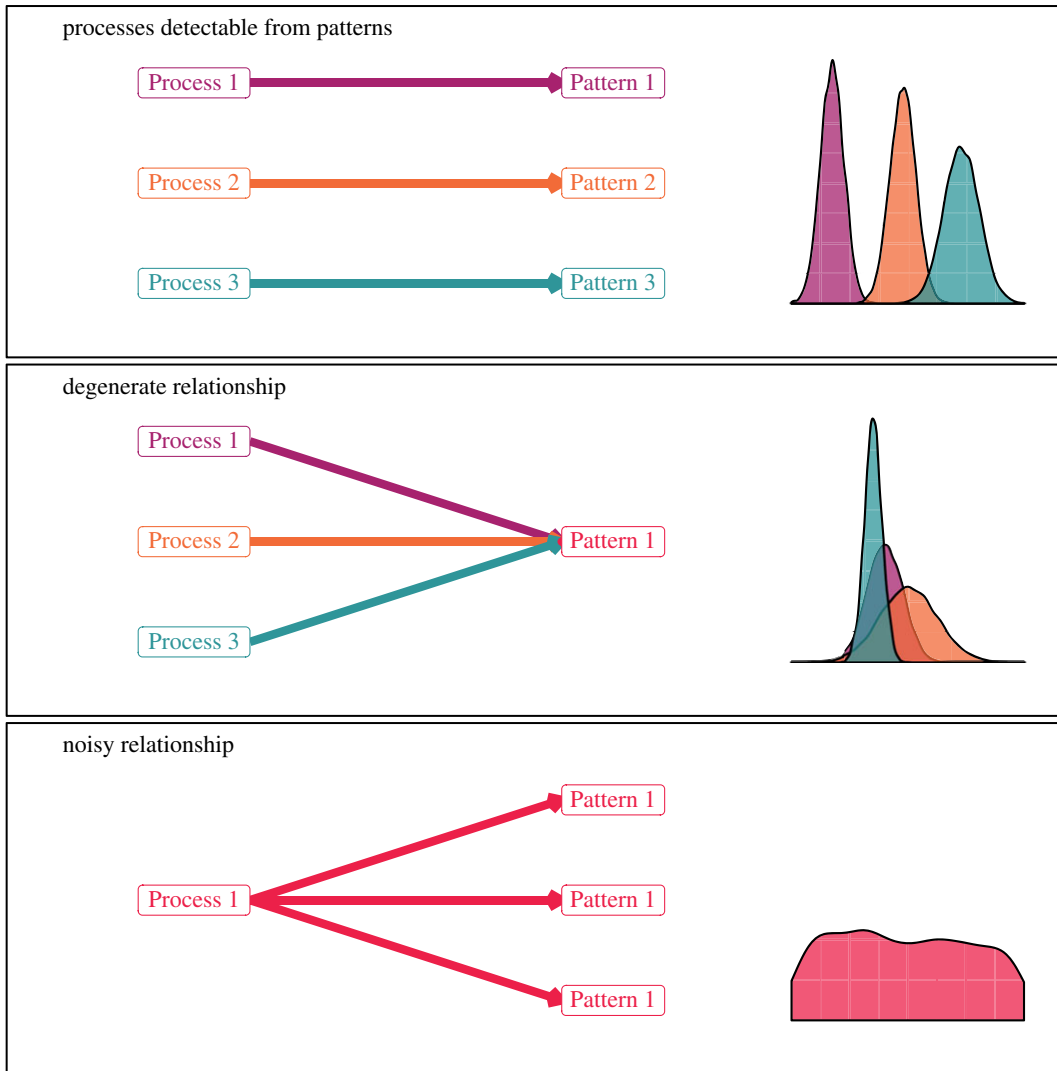 processes detectable from patterns
Process 1
Pattern 1
Process 2
Pattern 2
Process 3
Pattern 3
degenerate relationship
Process 1
Process 2
Pattern 1
Process 3
noisy relationship
Pattern 1
Process 1
Pattern 1
Pattern 1